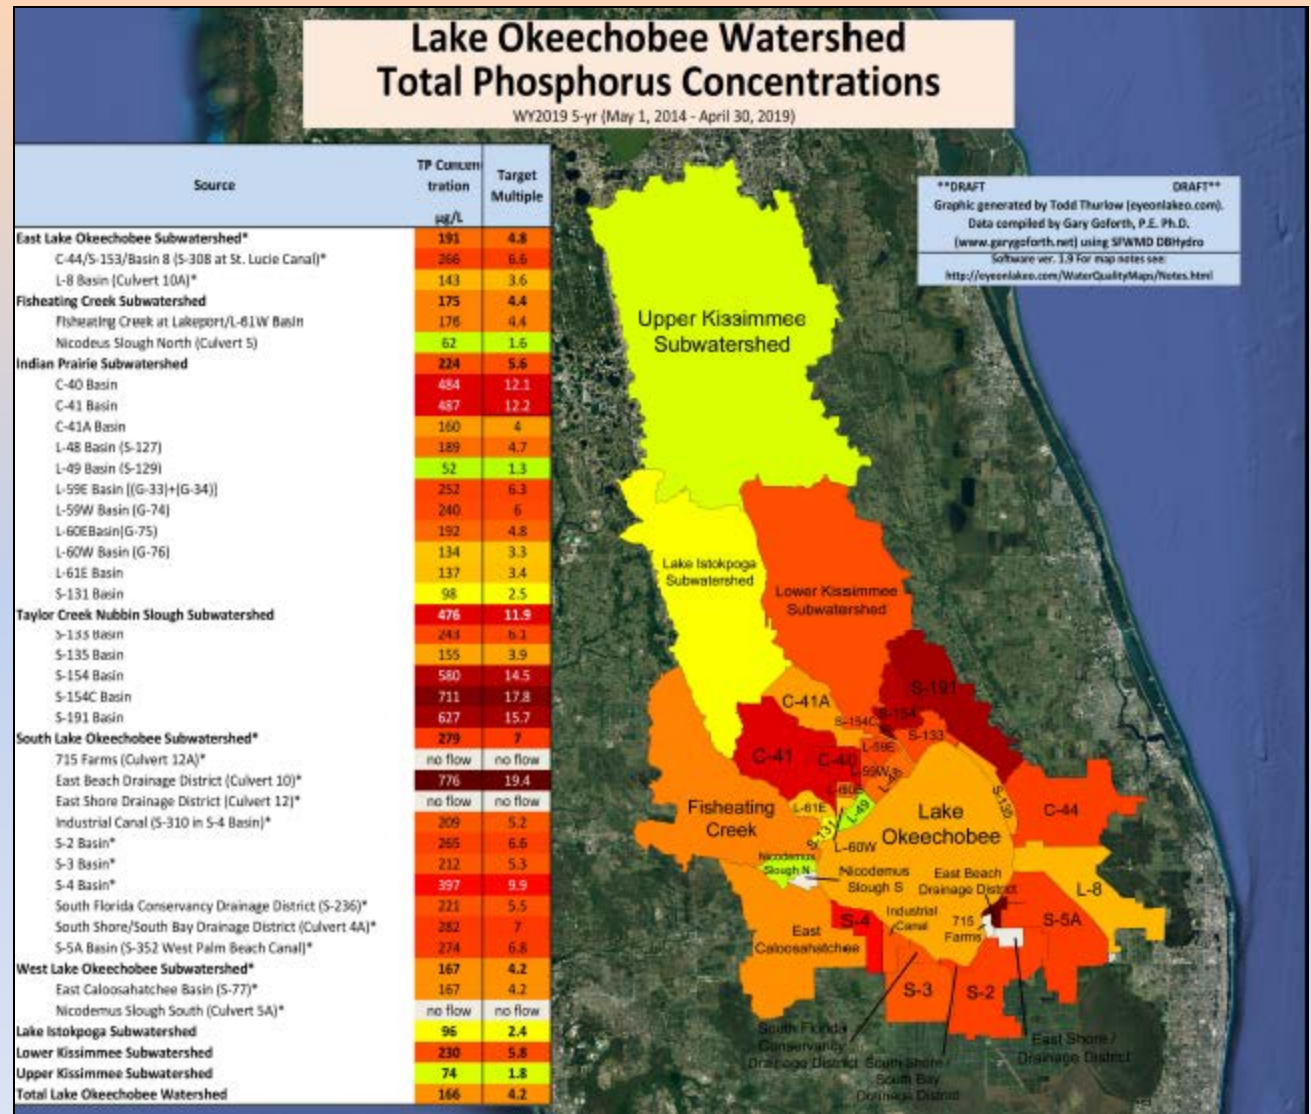 Lake Okeechobee Watershed
Total Phosphorus Concentrations
WY2019 5-yr (May 1, 2014 - April 30, 2019)
Source TP Concen tration µg/L Target Multiple
East Lake Okeechobee Subwatershed* 191 4.8
C-44/S-153/Basin 8 (S-308 at St. Lucie Canal)* 266 6.6
L-8 Basin (Culvert 10A)* 143 3.6
Fisheating Creek Subwatershed 175 4.4
Fisheating Creek at Lakeport/L-61W Basin 176 4.4
Nicodeus Slough North (Culvert 5) 62 1.6
Indian Prairie Subwatershed 224 5.6
C-40 Basin 484 12.1
C-41 Basin 487 12.2
C-41A Basin 160 4
L-48 Basin (S-127) 189 4.7
L-49 Basin (S-129) 52 1.3
L-59E Basin [(G-33)+(G-34)] 252 6.3
L-59W Basin (G-74) 240 6
L-60EBasin(G-75) 192 4.8
L-60W Basin (G-76) 134 3.3
L-61E Basin 137 3.4
S-131 Basin 98 2.5
Taylor Creek Nubbin Slough Subwatershed 476 11.9
S-133 Basin 243 6.1
S-135 Basin 155 3.9
S-154 Basin 580 14.5
S-154C Basin 711 17.8
S-191 Basin 627 15.7
South Lake Okeechobee Subwatershed* 279 7
715 Farms (Culvert 12A)* no flow no flow
East Beach Drainage District (Culvert 10)* 776 19.4
East Shore Drainage District (Culvert 12)* no flow no flow
Industrial Canal (S-310 in S-4 Basin)* 209 5.2
S-2 Basin* 265 6.6
S-3 Basin* 212 5.3
S-4 Basin* 397 9.9
South Florida Conservancy Drainage District (S-236)* 221 5.5
South Shore/South Bay Drainage District (Culvert 4A)* 282 7
S-5A Basin (S-352 West Palm Beach Canal)* 274 6.8
West Lake Okeechobee Subwatershed* 167 4.2
East Caloosahatchee Basin (S-77)* 167 4.2
Nicodemus Slough South (Culvert 5A)* no flow no flow
Lake Istokpoga Subwatershed 96 2.4
Lower Kissimmee Subwatershed 230 5.8
Upper Kissimmee Subwatershed 74 1.8
Total Lake Okeechobee Watershed 166 4.2
**DRAFT DRAFT**
Graphic generated by Todd Thurlow (eyeonlakeo.com).
Data compiled by Gary Goforth, P.E. Ph.D.
(www.garygoforth.net) using SFWMD DBHydro
Software ver. 1.9 For map notes see:
http://eyeonlakeo.com/WaterQualityMaps/Notes.html
Upper Kissimmee
Subwatershed
Lake Istokpoga
Subwatershed
Lower Kissimmee
Subwatershed
S-191
C-41A
S-154
S-154C
S-133
C-41
C-40
L-59E
L-59W
L-48
L-60E
L-61E
L-49
S-131
L-60W
S-135
C-44
Fisheating
Creek
Lake
Okeechobee
Nicodemus
Slough N
Nicodemus
Slough S
East Beach
Drainage District
L-8
S-4
Industrial
Canal
715
Farms
S-5A
East
Caloosahatchee
S-3
S-2
South Florida
Conservancy
Drainage District
South Shore /
South Bay
Drainage District
East Shore /
Drainage District